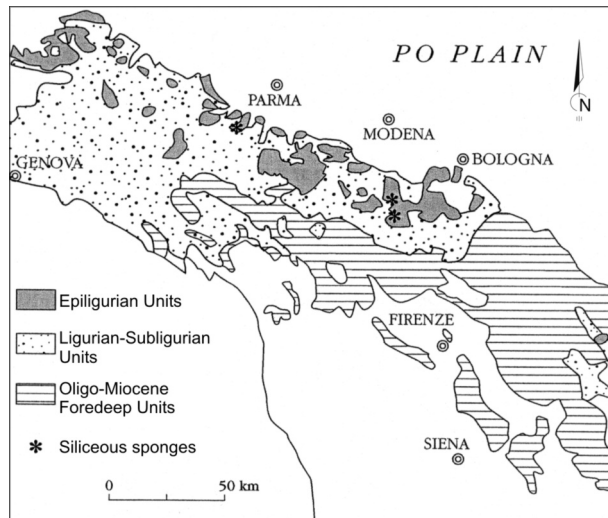 PO PLAIN
N
PARMA
MODENA
BOLOGNA
GENOVA
Epiligurian Units
Ligurian-Subligurian
Units
FIRENZE
Oligo-Miocene
Foredeep Units
Siliceous sponges
SIENA
0 50 km